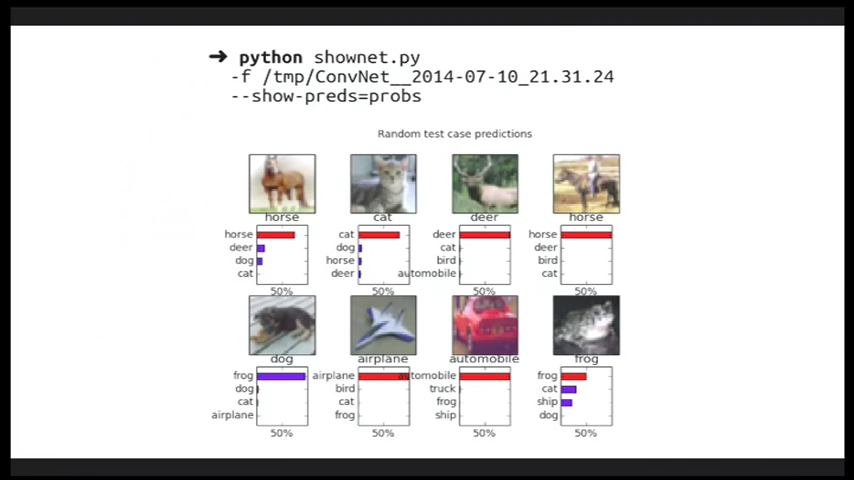 ➜ python shownet.py
-f /tmp/ConvNet__2014-07-10_21.31.24
--show-preds=probs
Random test case predictions
horse cat deer horse
horse cat deer horse
deer dog cat deer
dog horse bird bird
cat deer automobile cat
50% 50% 50% 50%
dog airplane automobile frog
frog airplane automobile frog
dog bird truck cat
cat cat frog ship
airplane frog ship dog
50% 50% 50% 50%